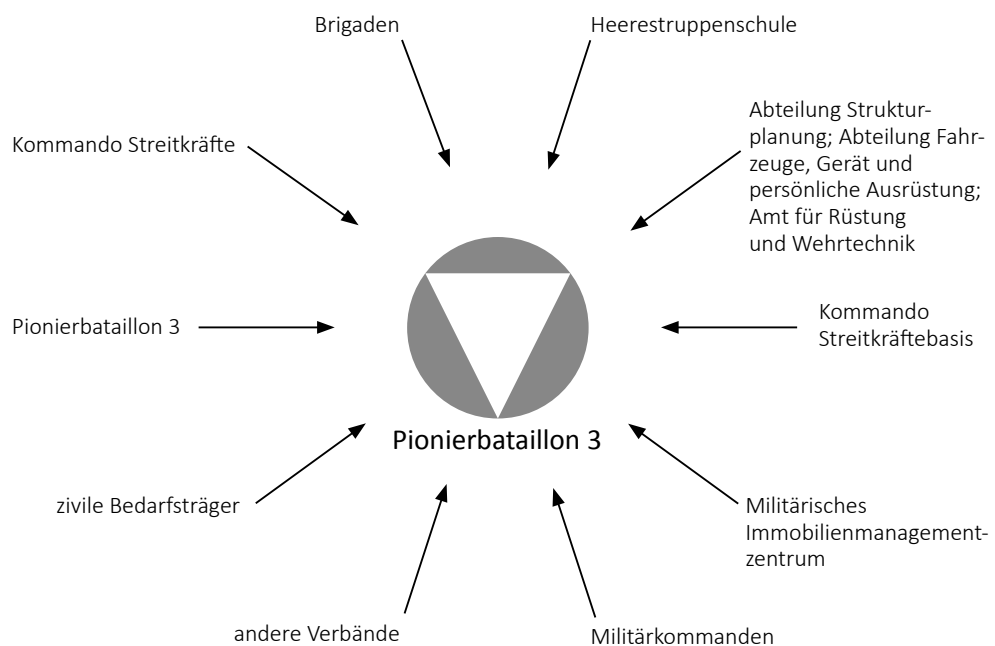 Brigaden
Heerestruppenschule
Abteilung Struktur-
planung; Abteilung Fahr-
zeuge, Gerät und
persönliche Ausrüstung;
Amt für Rüstung
und Wehrtechnik
Kommando Streitkräfte
Pionierbataillon 3
Kommando
Streitkräftebasis
Pionierbataillon 3
zivile Bedarfsträger
Militärisches
Immobilienmanagement-
zentrum
andere Verbände
Militärkommanden